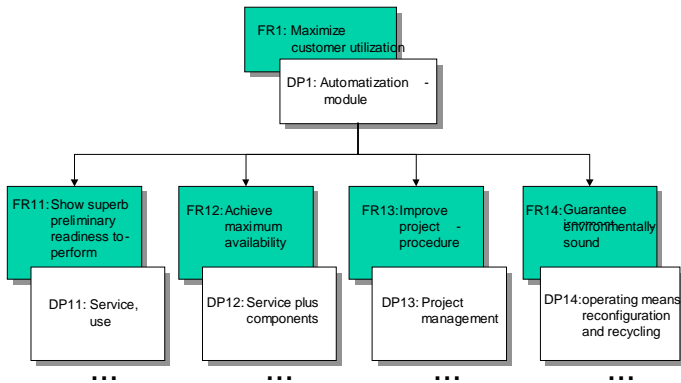 FR1: Maximize
customer utilization
DP1: Automatization -
module
FR11: Show superb
preliminary
readiness to-
perform
DP11: Service,
use
...
FR12: Achieve
maximum
availability
DP12: Service plus
components
...
FR13: Improve
project -
procedure
DP13: Project
management
...
FR14: Guarantee
environmentally
sound
DP14: operating means
reconfiguration
and recycling
...